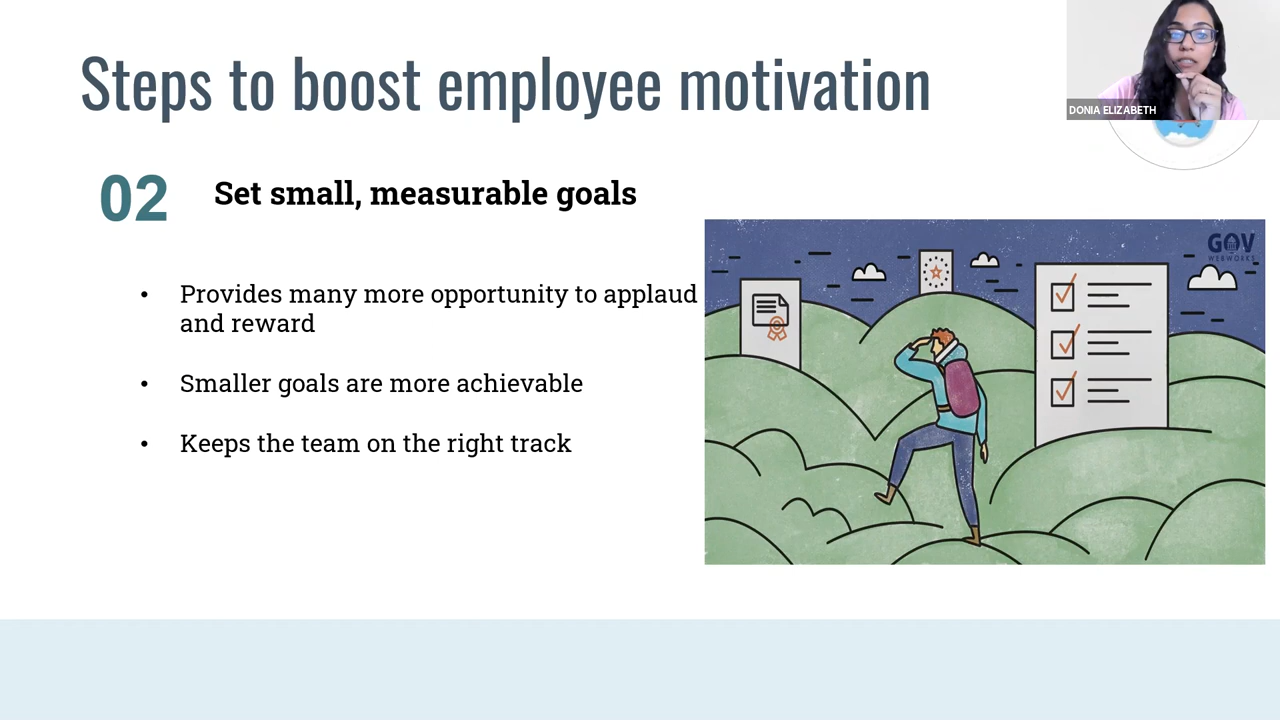 Steps to boost employee motivation
DONIA ELIZABETH
02 Set small, measurable goals
• Provides many more opportunity to applaud
and reward
• Smaller goals are more achievable
• Keeps the team on the right track
GOV
WEBWORKS